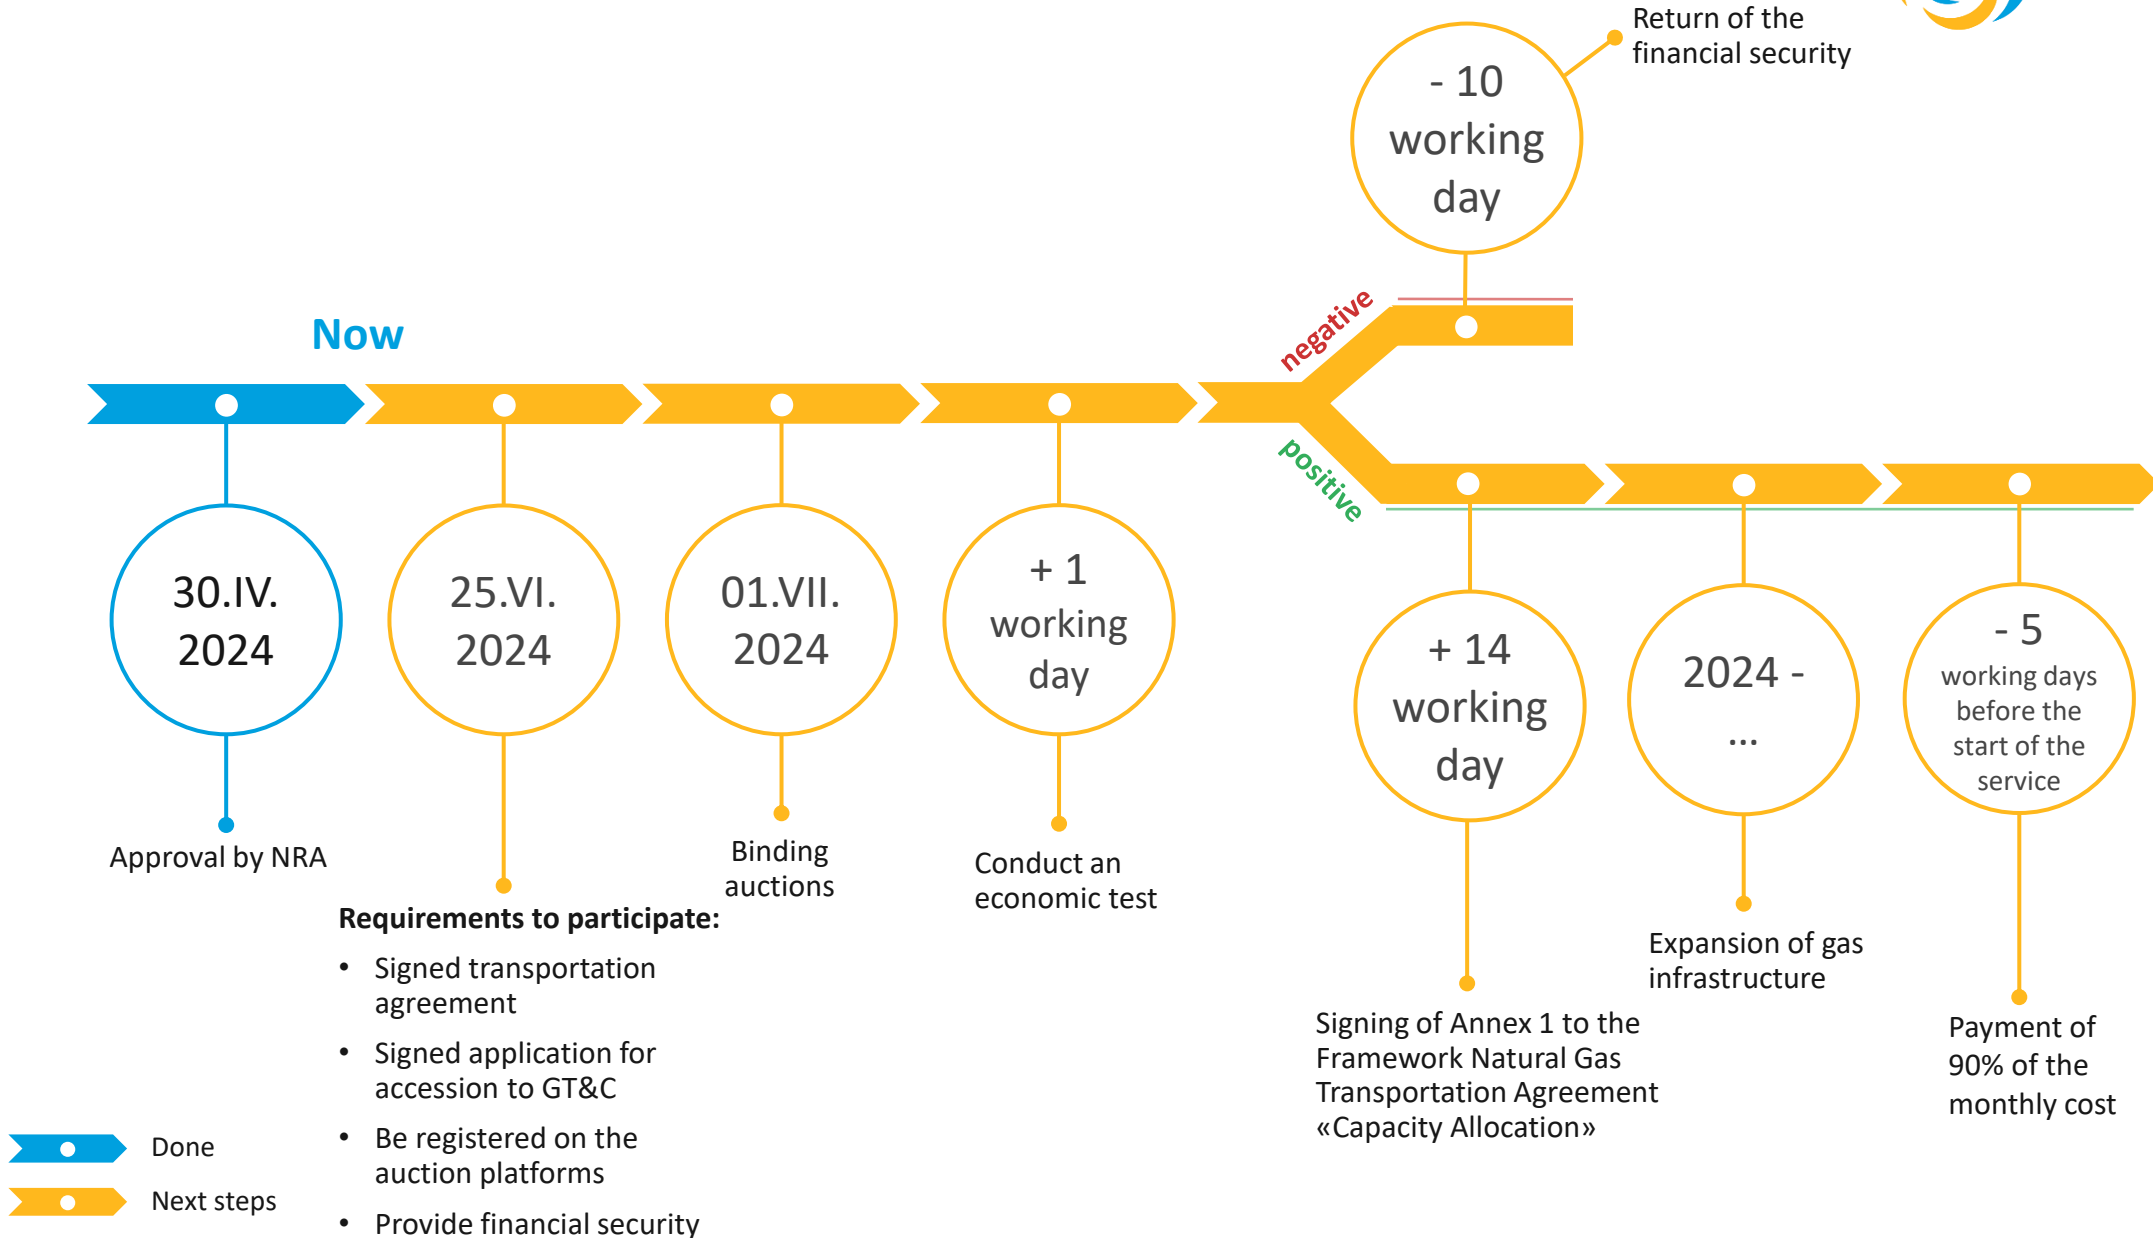 Return of the
financial security
- 10
working
day
Now
negative
positive
30.IV.
2024
25.VI.
2024
01.VII.
2024
+ 1
working
day
+ 14
working
day
2024 -
...
- 5
working days
before the
start of the
service
Approval by NRA
Requirements to participate:
• Signed transportation
agreement
• Signed application for
accession to GT&C
• Be registered on the
auction platforms
• Provide financial security
Binding
auctions
Conduct an
economic test
Signing of Annex 1 to the
Framework Natural Gas
Transportation Agreement
«Capacity Allocation»
Expansion of gas
infrastructure
Payment of
90% of the
monthly cost
Done
Next steps